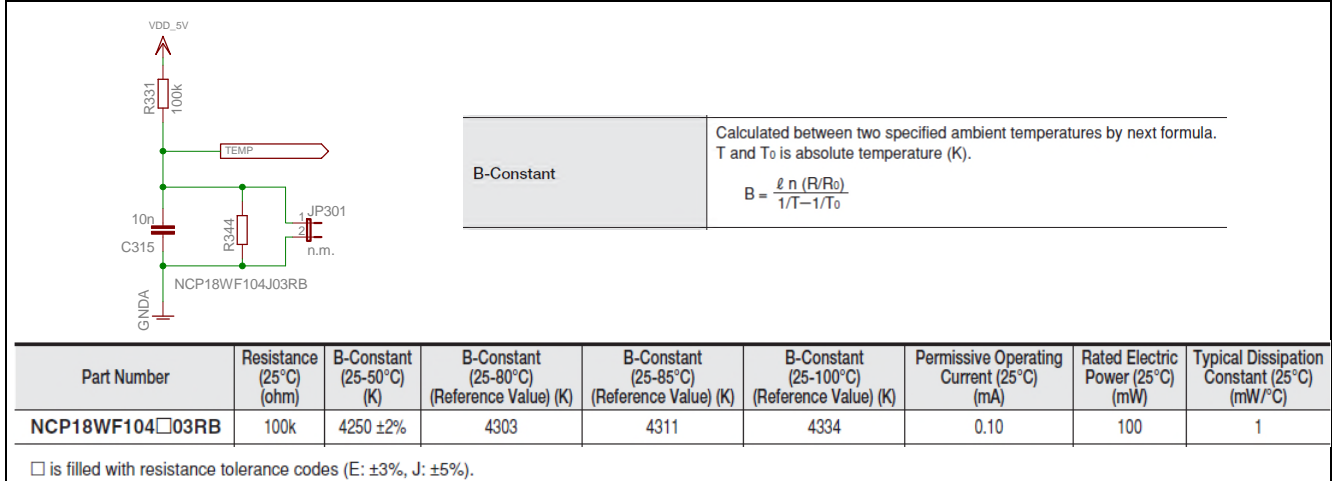 VDD_5V
R331
100k
TEMP
10n
C315
R344
1
2
JP301
n.m.
NCP18WF104J03RB
GNDA
B-Constant
Calculated between two specified ambient temperatures by next formula.
T and T0 is absolute temperature (K).
B = ℓn (R/R0) / 1/T−1/T0
Part Number
Resistance (25°C) (ohm)
B-Constant (25-50°C) (K)
B-Constant (25-80°C) (Reference Value) (K)
B-Constant (25-85°C) (Reference Value) (K)
B-Constant (25-100°C) (Reference Value) (K)
Permissive Operating Current (25°C) (mA)
Rated Electric Power (25°C) (mW)
Typical Dissipation Constant (25°C) (mW/°C)
NCP18WF104□03RB 100k 4250 ±2% 4303 4311 4334 0.10 100 1
□ is filled with resistance tolerance codes (E: ±3%, J: ±5%).